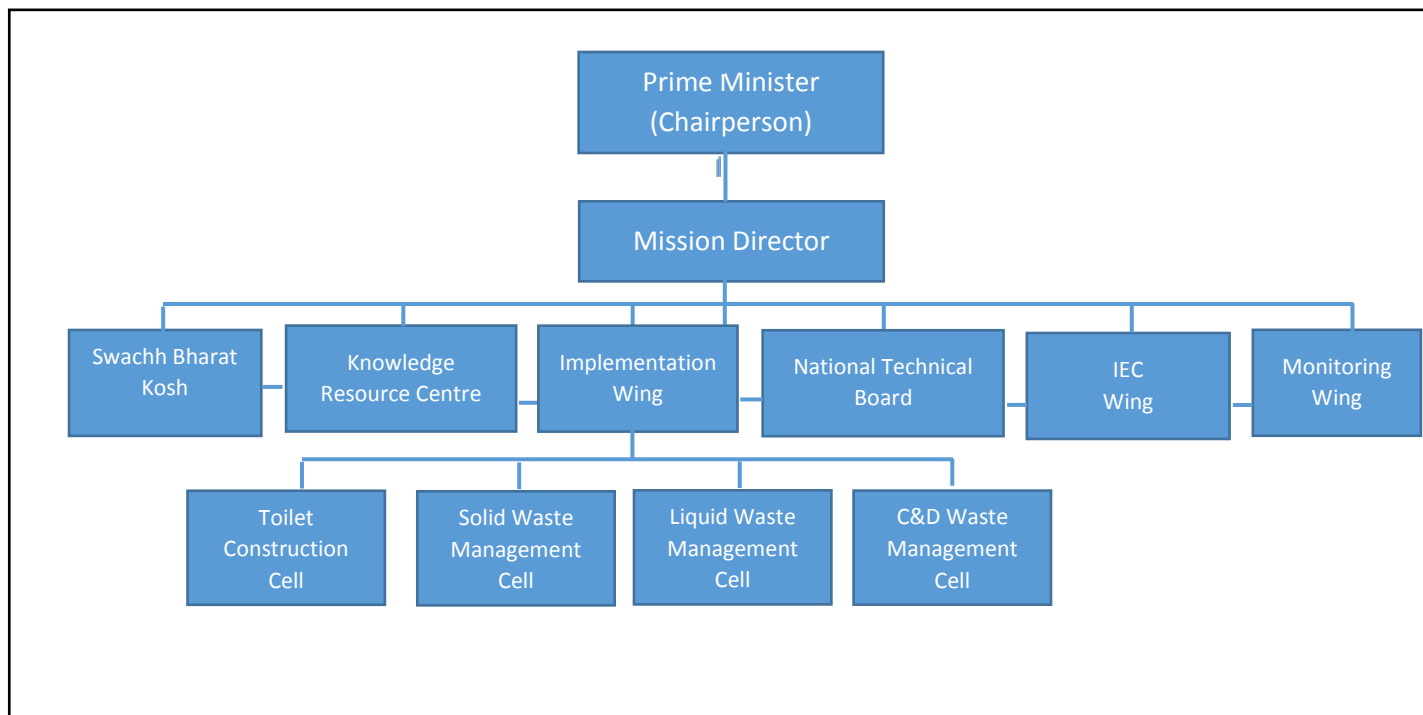 Prime Minister
(Chairperson)
Mission Director
Swachh Bharat
Kosh
Knowledge
Resource Centre
Implementation
Wing
National Technical
Board
IEC
Wing
Monitoring
Wing
Toilet
Construction
Cell
Solid Waste
Management
Cell
Liquid Waste
Management
Cell
C&D Waste
Management
Cell